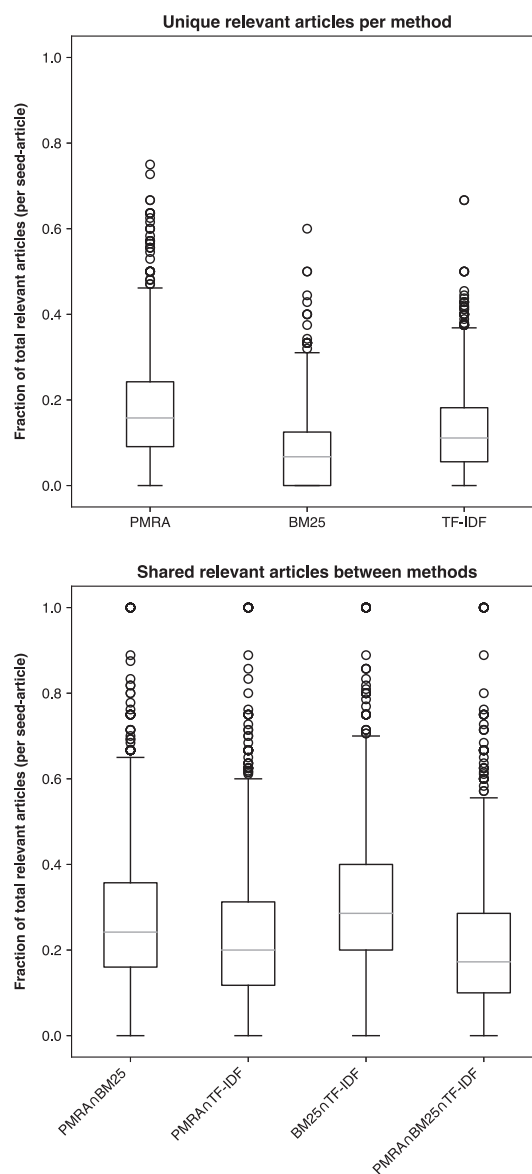 Unique relevant articles per method
Fraction of total relevant articles (per seed-article)
1.0
0.8
0.6
0.4
0.2
0.0
PMRA
BM25
TF-IDF
Shared relevant articles between methods
Fraction of total relevant articles (per seed-article)
1.0
0.8
0.6
0.4
0.2
0.0
PMRA∩BM25
PMRA∩TF-IDF
BM25∩TF-IDF
PMRA∩BM25∩TF-IDF